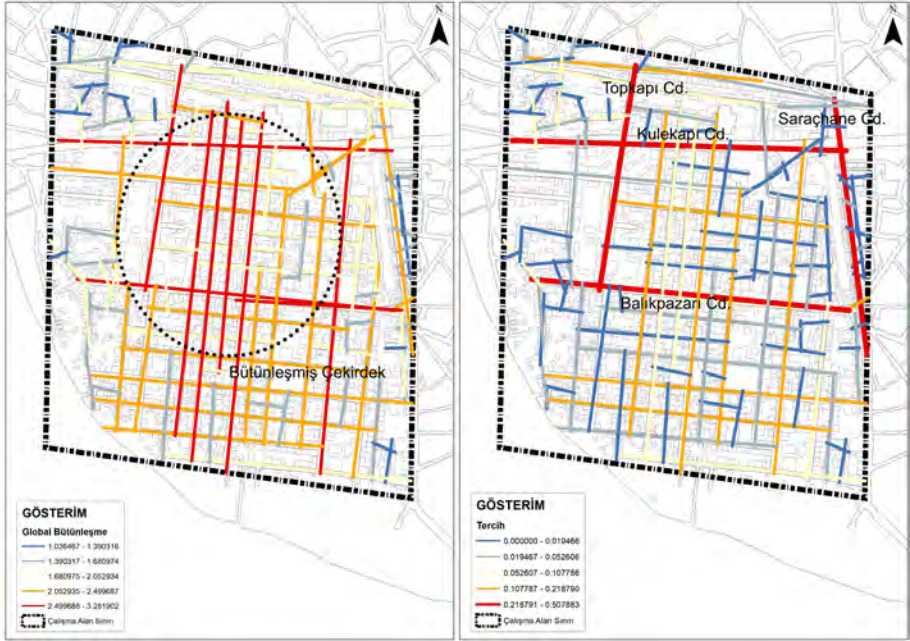 N
Bütünleşmiş Çekirdek
GÖSTERİM
Global Bütünleşme
1.026467 - 1.390316
1.390317 - 1.680974
1.680975 - 2.052934
2.052935 - 2.499687
2.499688 - 3.281902
Çalışma Alan Sınırı
N
Topkapı Cd.
Saraçhane Cd.
Kulekapı Cd.
Balıkpazarı Cd.
GÖSTERİM
Tercih
0.000000 - 0.019466
0.019467 - 0.052606
0.052607 - 0.107786
0.107787 - 0.218790
0.218791 - 0.507883
Çalışma Alan Sınırı